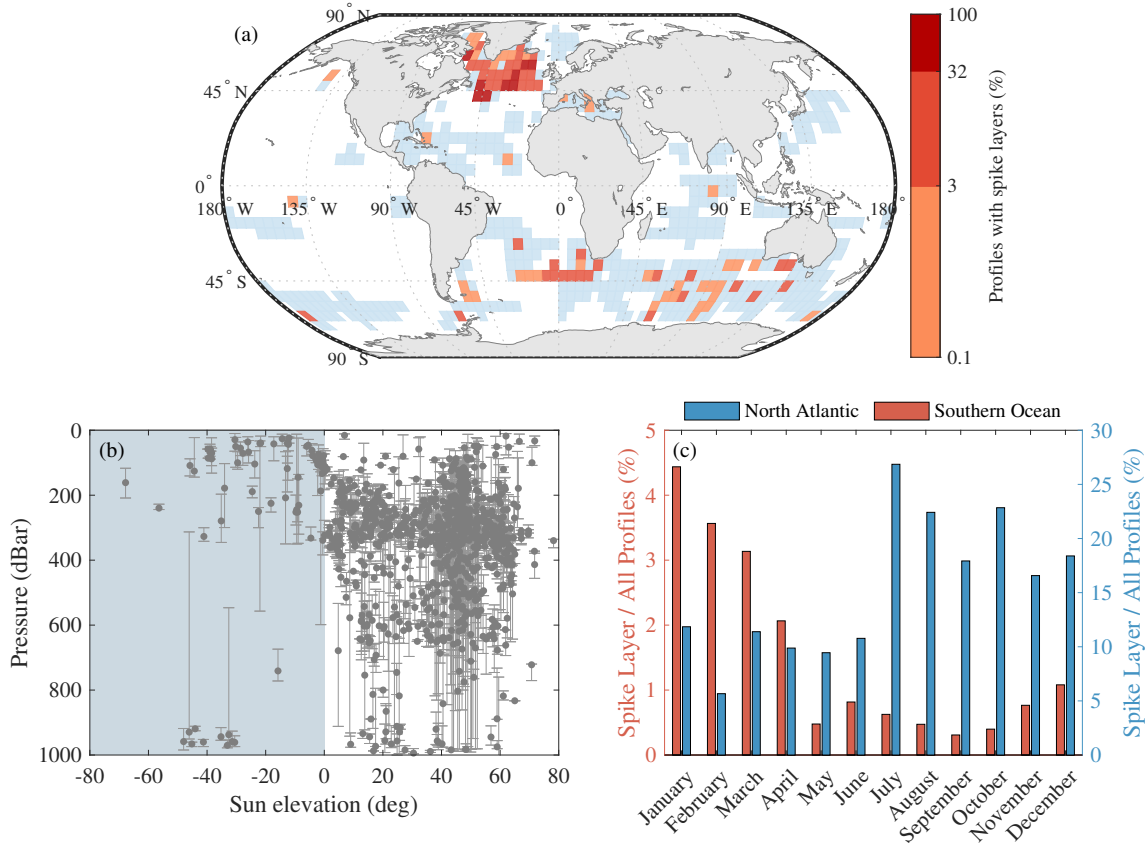 (a)
90° N
45° N
0°
180° W 135° W 90° W 45° W 0° 45° E 90° E 135° E 180°
45° S
90° S
100
32
3
0.1
Profiles with spike layers (%)
(b)
0
200
400
600
800
1000
Pressure (dBar)
-80 -60 -40 -20 0 20 40 60 80
Sun elevation (deg)
North Atlantic Southern Ocean
(c)
5
4
3
2
1
0
Spike Layer / All Profiles (%)
30
25
20
15
10
5
0
Spike Layer / All Profiles (%)
January
February
March
April
May
June
July
August
September
October
November
December